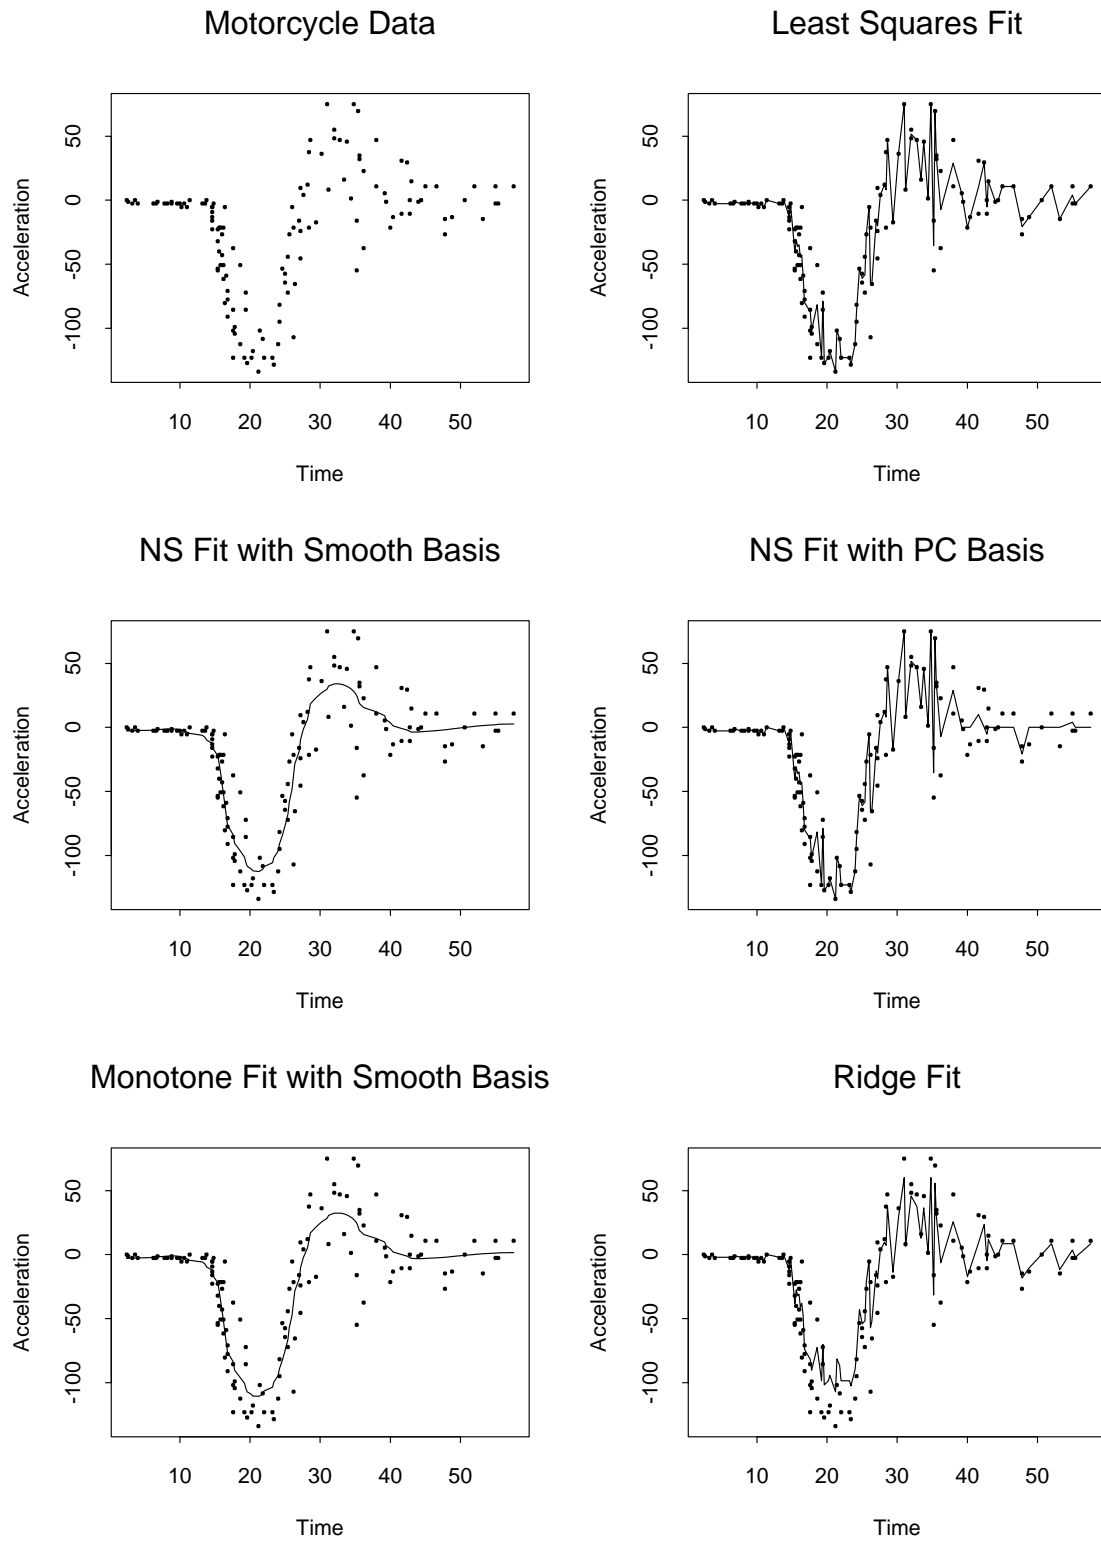 Motorcycle Data
Acceleration
50
0
-50
-100
10 20 30 40 50
Time
Least Squares Fit
Acceleration
50
0
-50
-100
10 20 30 40 50
Time
NS Fit with Smooth Basis
Acceleration
50
0
-50
-100
10 20 30 40 50
Time
NS Fit with PC Basis
Acceleration
50
0
-50
-100
10 20 30 40 50
Time
Monotone Fit with Smooth Basis
Acceleration
50
0
-50
-100
10 20 30 40 50
Time
Ridge Fit
Acceleration
50
0
-50
-100
10 20 30 40 50
Time